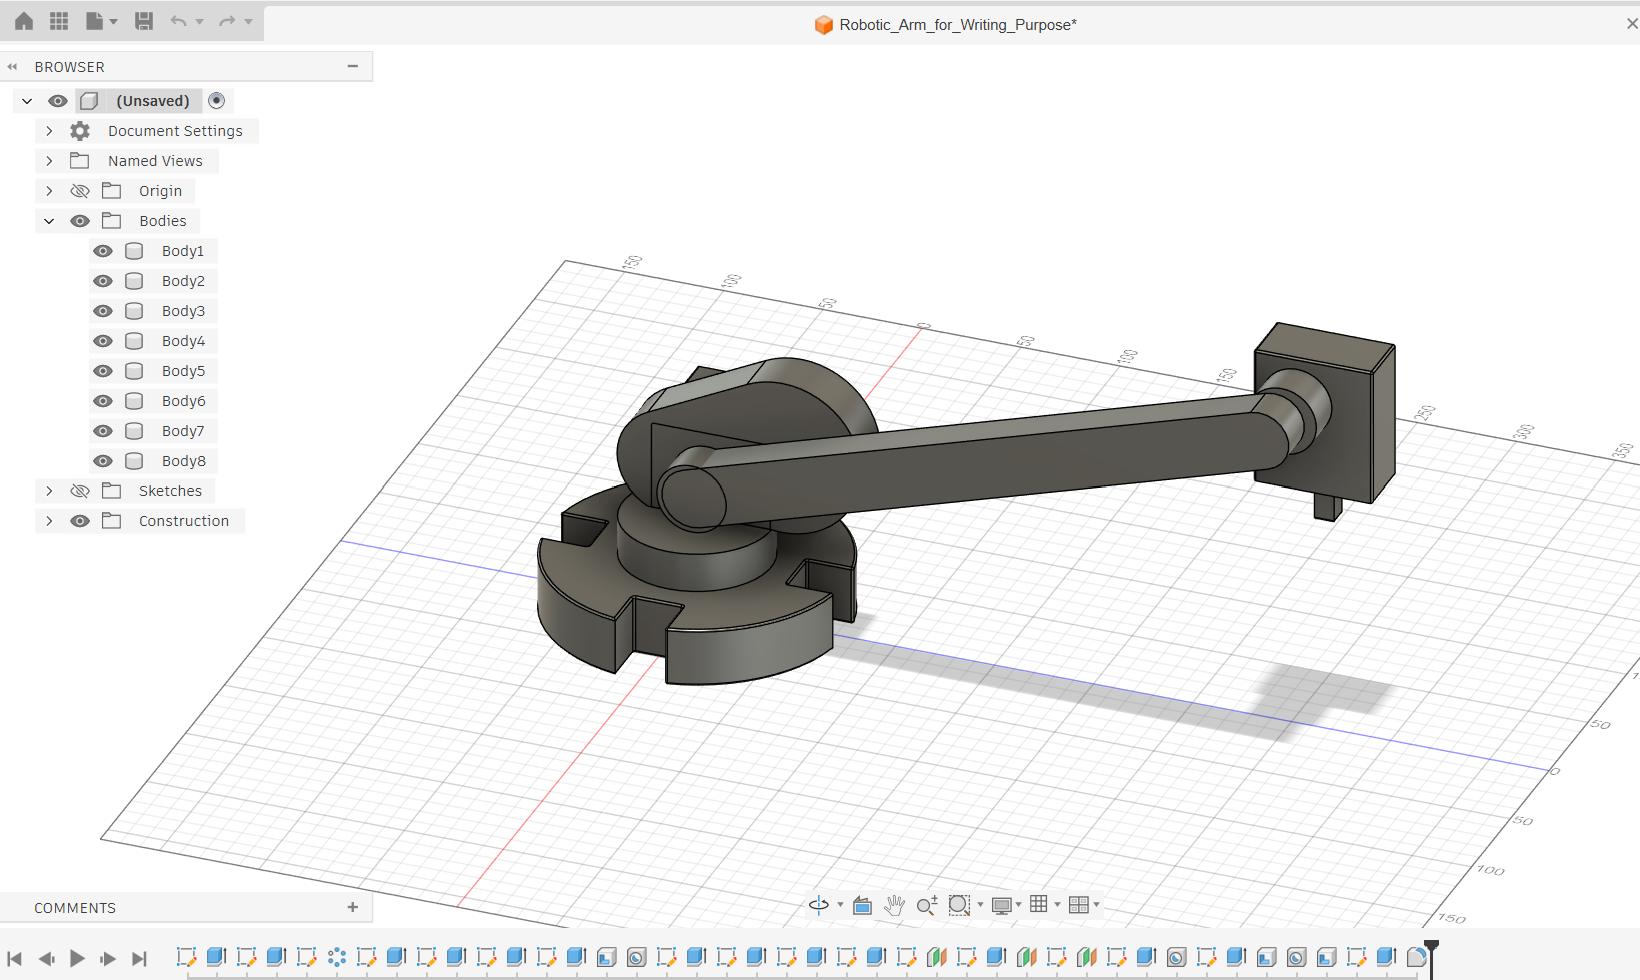 Robotic_Arm_for_Writing_Purpose*
BROWSER
(Unsaved)
Document Settings
Named Views
Origin
Bodies
Body1
Body2
Body3
Body4
Body5
Body6
Body7
Body8
Sketches
Construction
150
100
50
0
50
100
150
250
300
350
50
0
50
100
150
COMMENTS